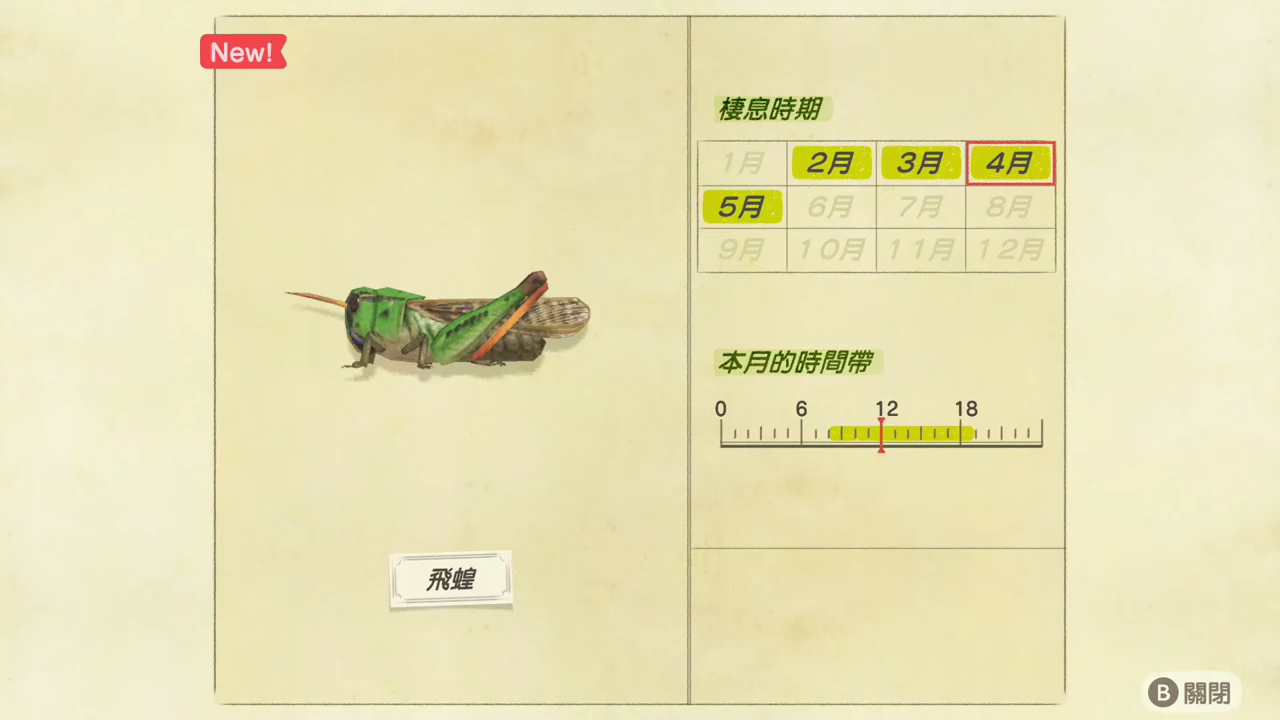 New!
棲息時期
1月 2月 3月 4月
5月 6月 7月 8月
9月 10月 11月 12月
本月的時間帶
0 6 12 18
飛蝗
B 關閉